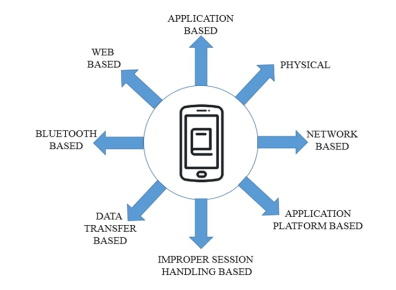 APPLICATION
BASED
WEB
BASED
PHYSICAL
BLUETOOTH
BASED
NETWORK
BASED
DATA
TRANSFER
BASED
APPLICATION
PLATFORM BASED
IMPROPER SESSION
HANDLING BASED